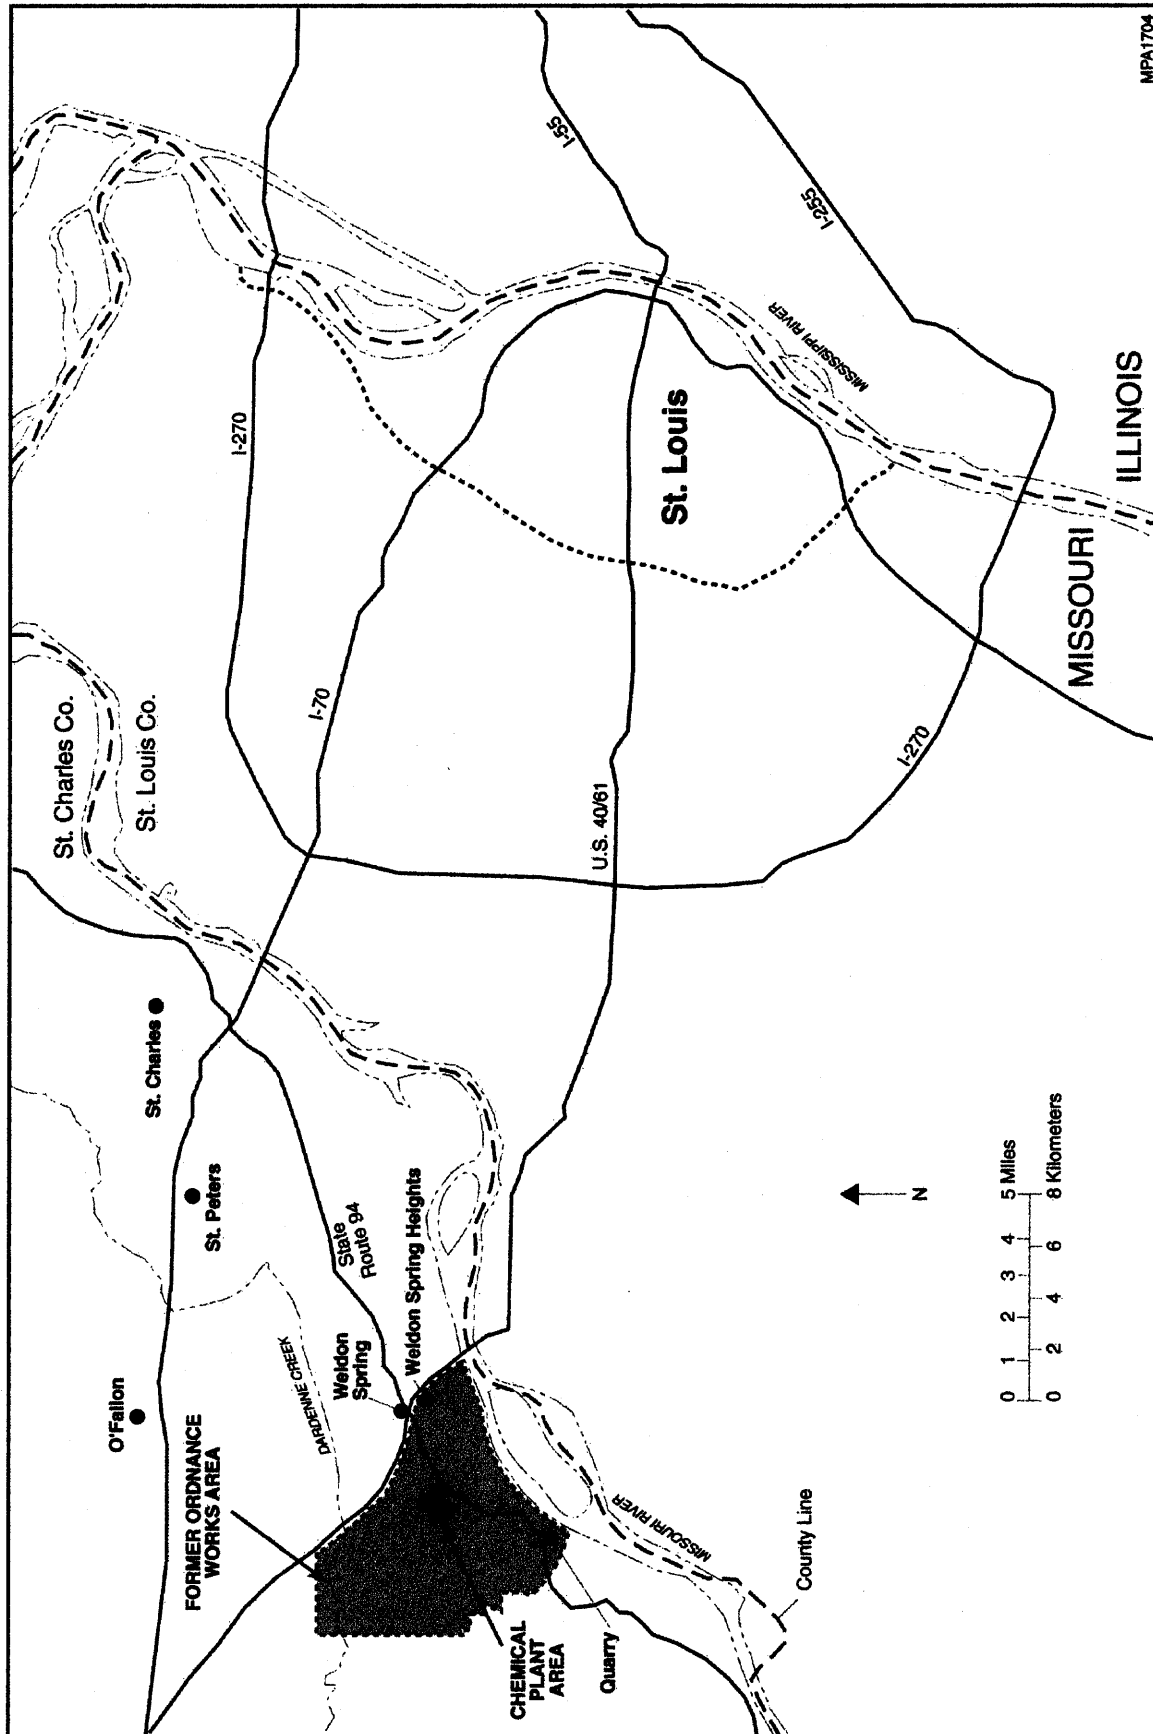 St. Charles Co.
St. Louis Co.
I-270
I-70
I-55
I-255
MISSISSIPPI RIVER
St. Louis
U.S. 40/61
I-270
MISSOURI
ILLINOIS
O'Fallon
St. Peters
St. Charles
FORMER ORDNANCE
WORKS AREA
DARDENNE CREEK
State
Route 94
Weldon
Spring
Weldon Spring Heights
CHEMICAL
PLANT
AREA
Quarry
MISSOURI RIVER
County Line
N
0 1 2 3 4 5 Miles
0 2 4 6 8 Kilometers
MPA1704